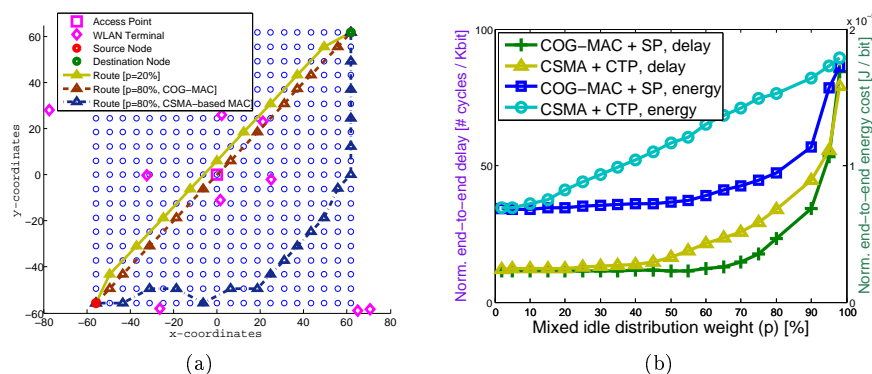 Access Point
WLAN Terminal
Source Node
Destination Node
Route [p=20%]
Route [p=80%, COG-MAC]
Route [p=80%, CSMA-based MAC]
60
40
20
0
-20
-40
-60
y-coordinates
-80 -60 -40 -20 0 20 40 60 80
x-coordinates
(a)
COG-MAC + SP, delay
CSMA + CTP, delay
COG-MAC + SP, energy
CSMA + CTP, energy
100
50
0
Norm. end-to-end delay [# cycles / Kbit]
0 10 20 30 40 50 60 70 80 90 100
Mixed idle distribution weight (p) [%]
1
0
Norm. end-to-end energy cost [J / bit]
(b)